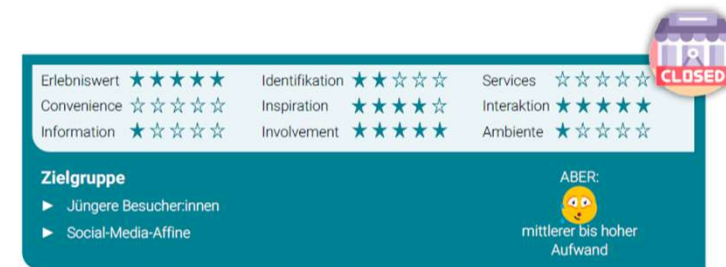 CLOSED
Erlebniswert ★★★★★ Identifikation ★★☆☆☆ Services ☆☆☆☆☆
Convenience ☆☆☆☆☆ Inspiration ★★★★☆ Interaktion ★★★★★
Information ★☆☆☆☆ Involvement ★★★★★ Ambiente ★☆☆☆☆
Zielgruppe
► Jüngere Besucher:innen
► Social-Media-Affine
ABER:
mittlerer bis hoher
Aufwand